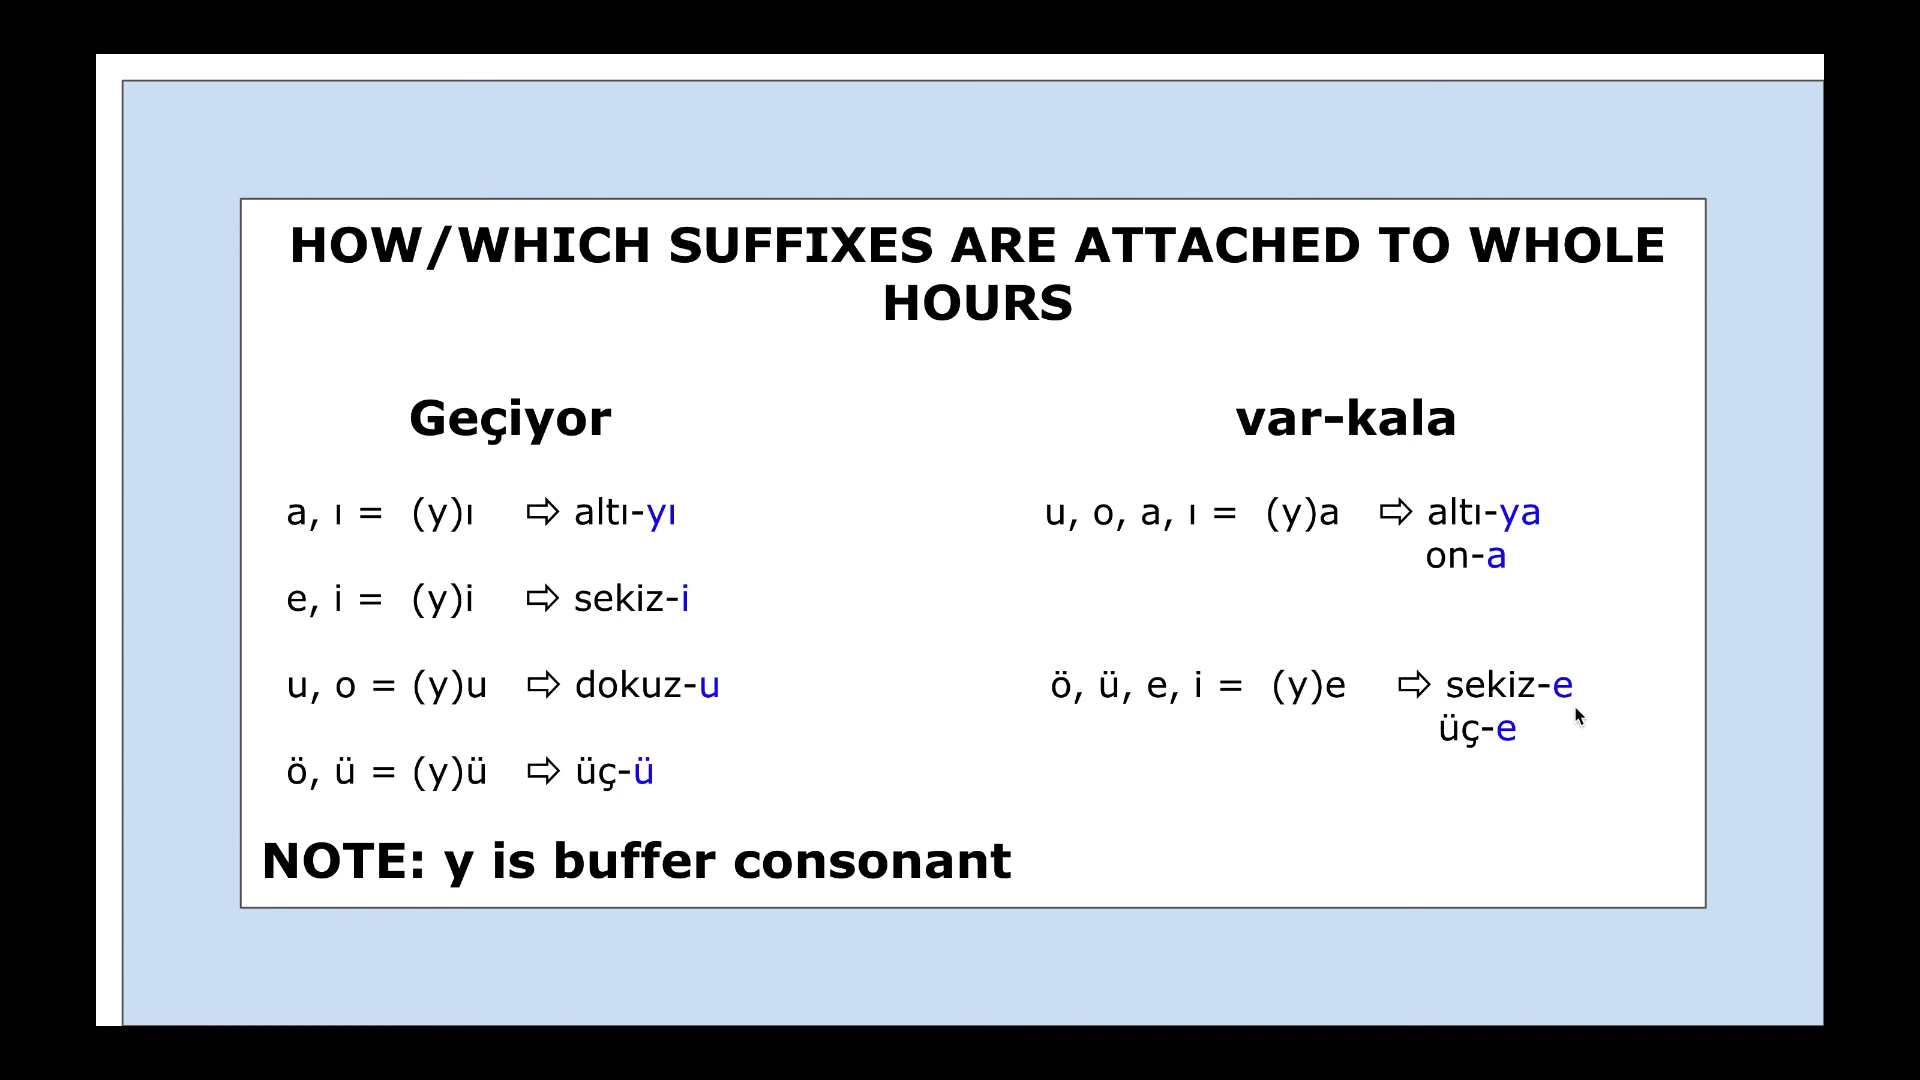 HOW/WHICH SUFFIXES ARE ATTACHED TO WHOLE
HOURS
Geçiyor
a, ı = (y)ı ⇨ altı-yı
e, i = (y)i ⇨ sekiz-i
u, o = (y)u ⇨ dokuz-u
ö, ü = (y)ü ⇨ üç-ü
var-kala
u, o, a, ı = (y)a ⇨ altı-ya
on-a
ö, ü, e, i = (y)e ⇨ sekiz-e
üç-e
NOTE: y is buffer consonant